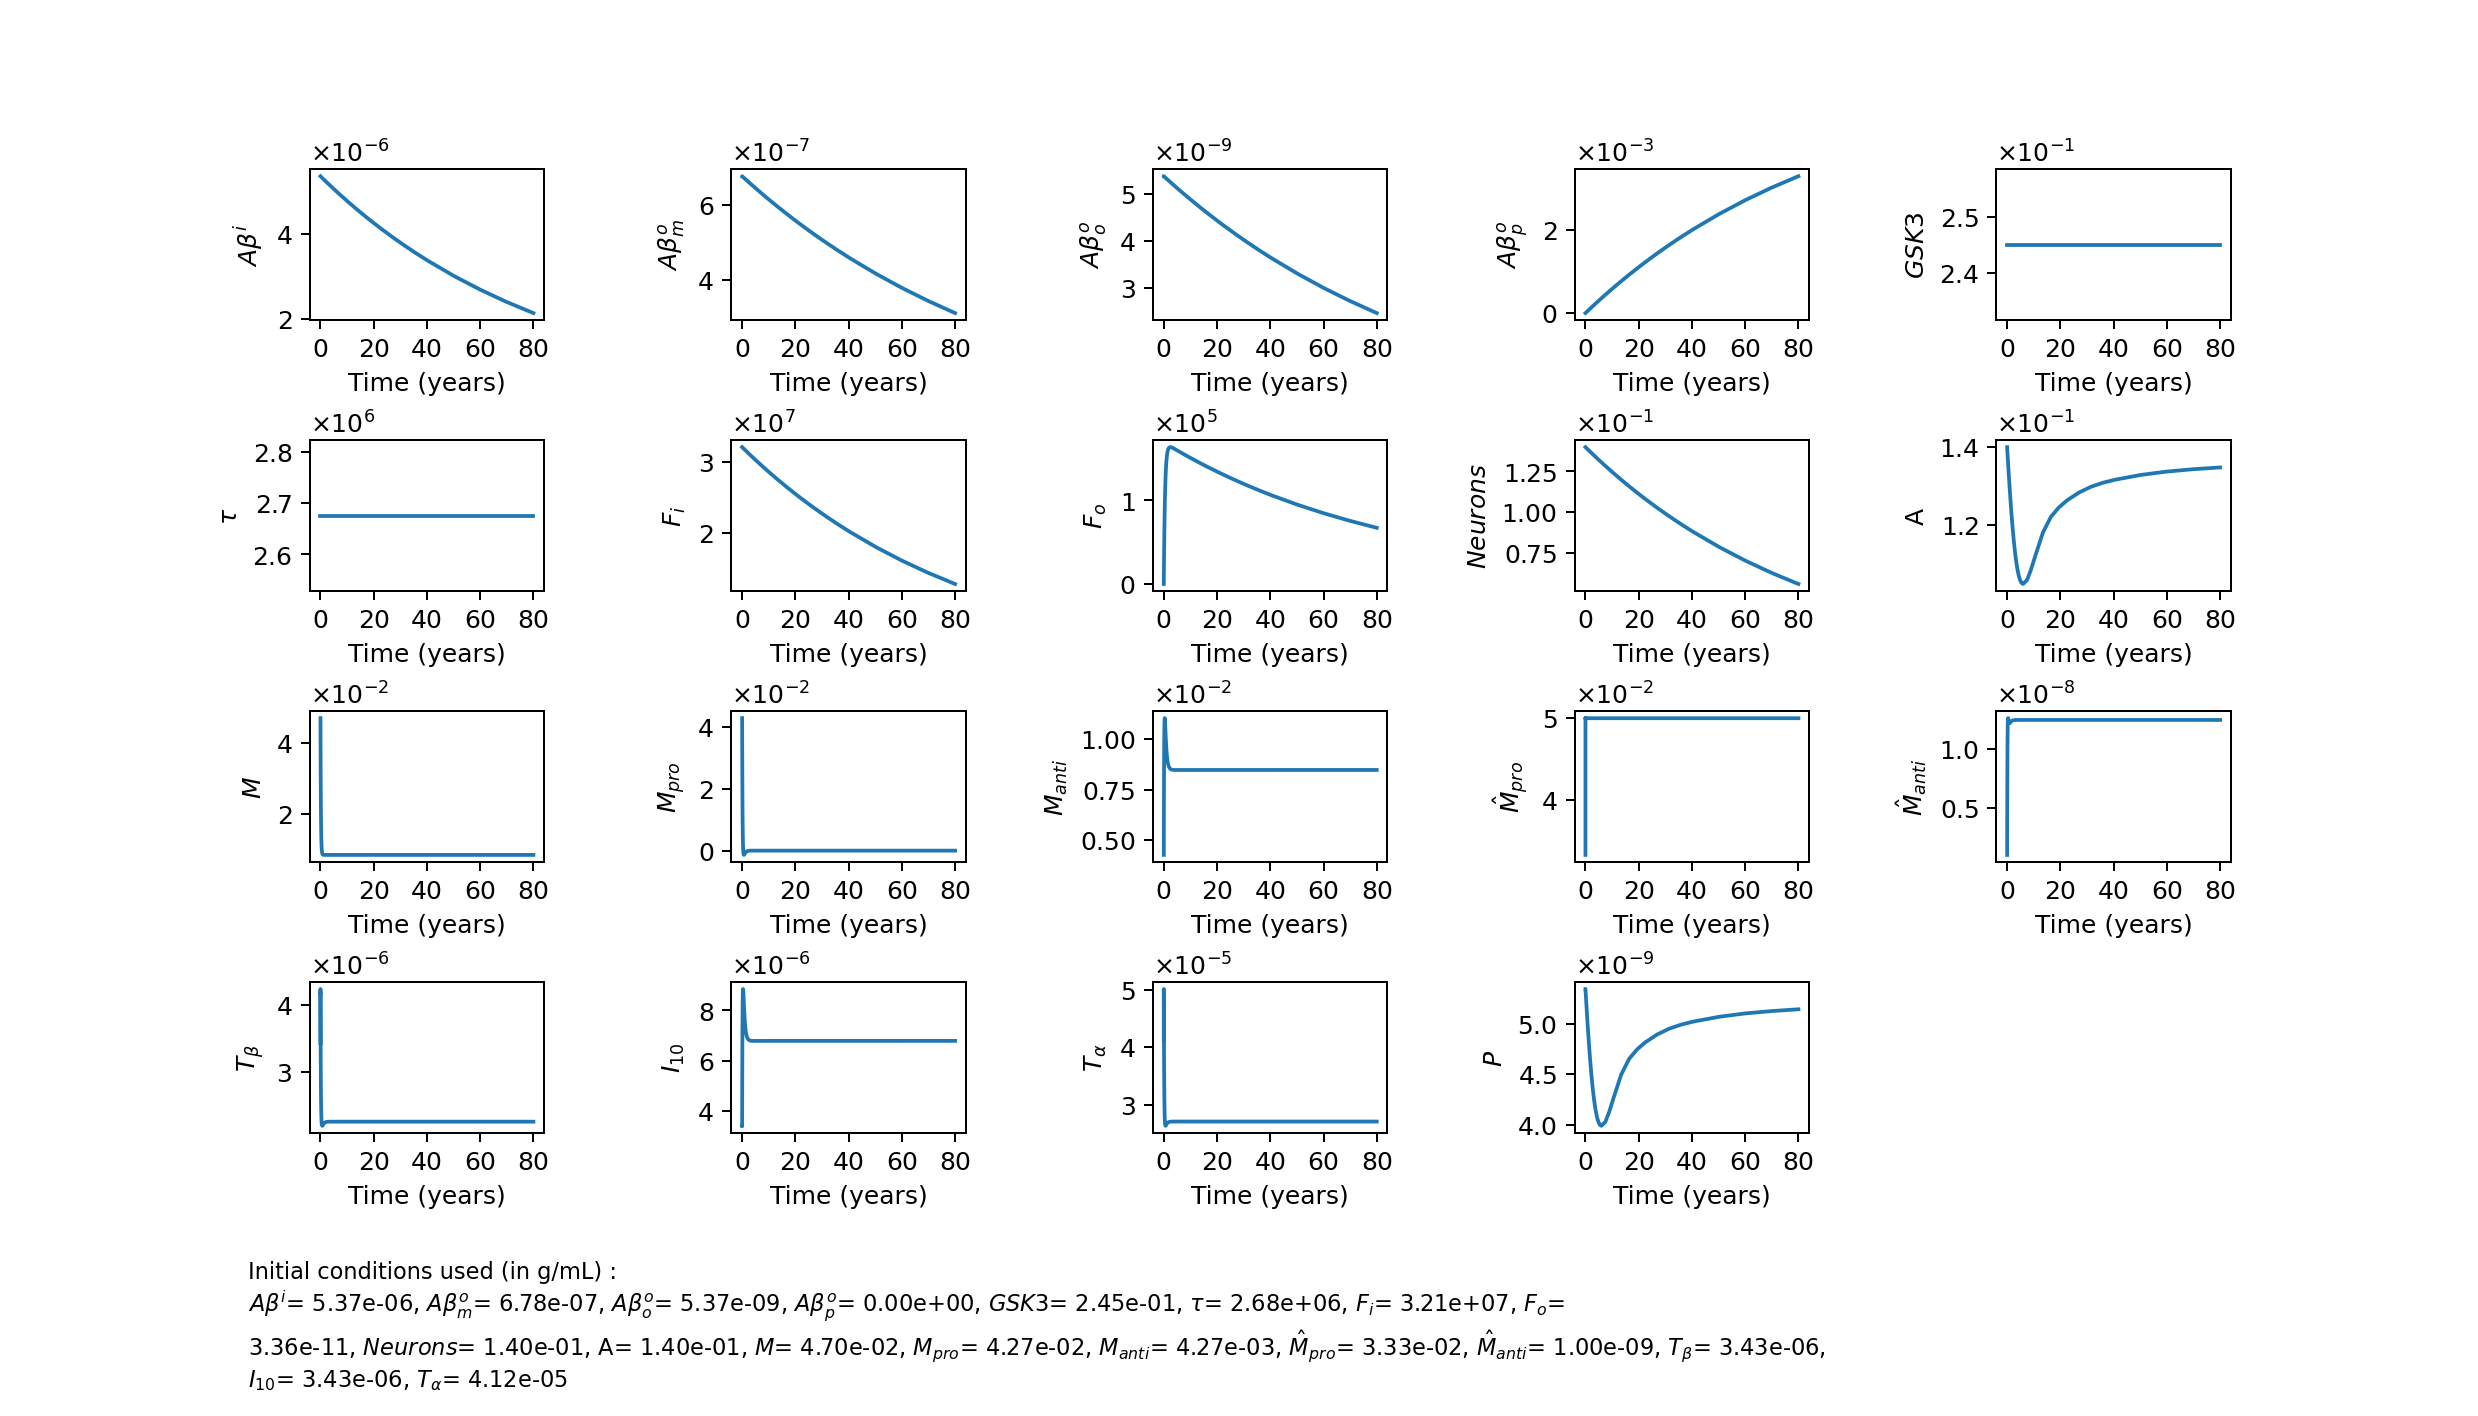 ×10⁻⁶ ×10⁻⁷ ×10⁻⁹ ×10⁻³ ×10⁻¹
Aβⁱ 4 2
Aβᵒₘ 6 4
Aβᵒₒ 5 4 3
Aβᵒₚ 2 0
GSK3 2.5 2.4
0 20 40 60 80 0 20 40 60 80 0 20 40 60 80 0 20 40 60 80 0 20 40 60 80
Time (years) Time (years) Time (years) Time (years) Time (years)
×10⁶ ×10⁷ ×10⁵ ×10⁻¹ ×10⁻¹
τ 2.8 2.7 2.6
Fᵢ 3 2
Fₒ 1 0
Neurons 1.25 1.00 0.75
A 1.4 1.2
0 20 40 60 80 0 20 40 60 80 0 20 40 60 80 0 20 40 60 80 0 20 40 60 80
Time (years) Time (years) Time (years) Time (years) Time (years)
×10⁻² ×10⁻² ×10⁻² ×10⁻² ×10⁻⁸
M 4 2
M_pro 4 2 0
M_anti 1.00 0.75 0.50
M̂_pro 5 4
M̂_anti 1.0 0.5
0 20 40 60 80 0 20 40 60 80 0 20 40 60 80 0 20 40 60 80 0 20 40 60 80
Time (years) Time (years) Time (years) Time (years) Time (years)
×10⁻⁶ ×10⁻⁶ ×10⁻⁵ ×10⁻⁹
T_β 4 3
I₁₀ 8 6 4
T_α 5 4 3
P 5.0 4.5 4.0
0 20 40 60 80 0 20 40 60 80 0 20 40 60 80 0 20 40 60 80
Time (years) Time (years) Time (years) Time (years)
Initial conditions used (in g/mL) :
Aβⁱ= 5.37e-06, Aβᵒₘ= 6.78e-07, Aβᵒₒ= 5.37e-09, Aβᵒₚ= 0.00e+00, GSK3= 2.45e-01, τ= 2.68e+06, Fᵢ= 3.21e+07, Fₒ=
3.36e-11, Neurons= 1.40e-01, A= 1.40e-01, M= 4.70e-02, M_pro= 4.27e-02, M_anti= 4.27e-03, M̂_pro= 3.33e-02, M̂_anti= 1.00e-09, T_β= 3.43e-06,
I₁₀= 3.43e-06, T_α= 4.12e-05